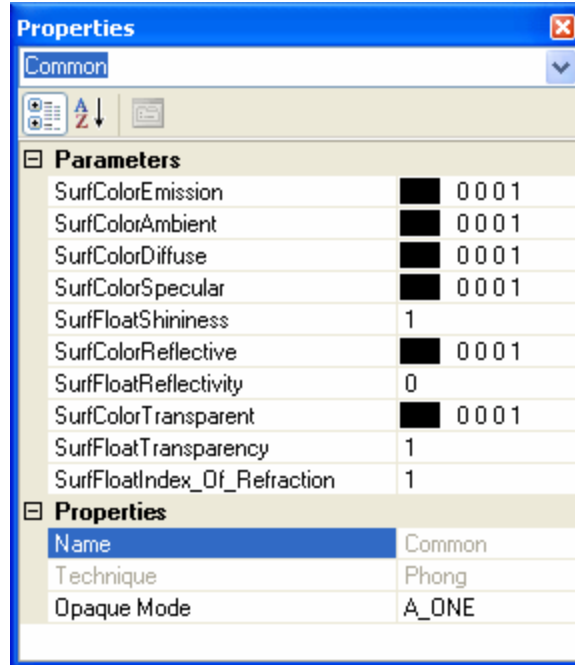 Properties
Common
A Z
Parameters
SurfColorEmission 0 0 0 1
SurfColorAmbient 0 0 0 1
SurfColorDiffuse 0 0 0 1
SurfColorSpecular 0 0 0 1
SurfFloatShininess 1
SurfColorReflective 0 0 0 1
SurfFloatReflectivity 0
SurfColorTransparent 0 0 0 1
SurfFloatTransparency 1
SurfFloatIndex_Of_Refraction 1
Properties
Name Common
Technique Phong
Opaque Mode A_ONE